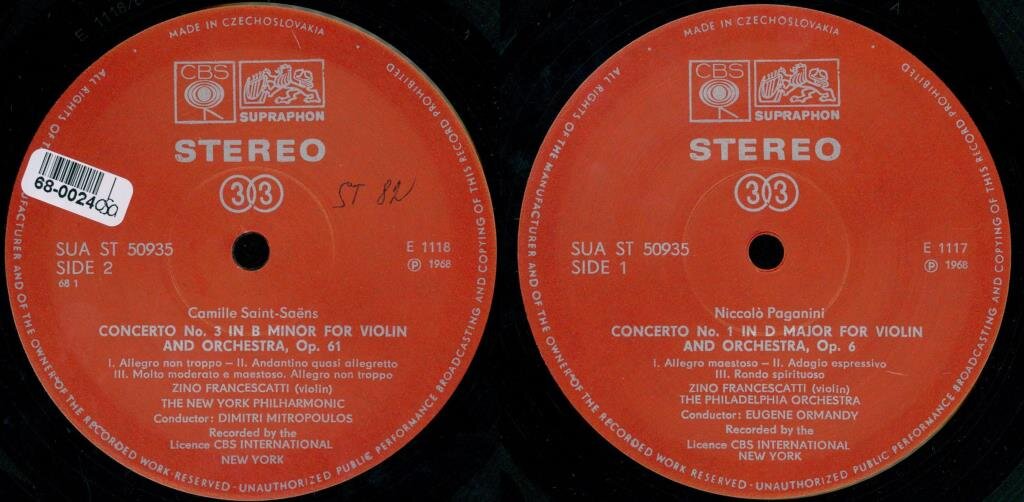 E 1118/
MADE IN CZECHOSLOVAKIA
ALL RIGHTS OF THE MANUFACTURER AND OF THE OWNER OF THE RECORDED WORK RESERVED · UNAUTHORIZED PUBLIC PERFORMANCE BROADCASTING AND COPYING OF THIS RECORD PROHIBITED
CBS
SUPRAPHON
STEREO
33
ST 82
68-0024
SUA ST 50935
SIDE 2
68 1
E 1118
Ⓟ 1968
Camille Saint-Saëns
CONCERTO No. 3 IN B MINOR FOR VIOLIN
AND ORCHESTRA, Op. 61
I. Allegro non troppo – II. Andantino quasi allegretto
III. Molto moderato e maestoso. Allegro non troppo
ZINO FRANCESCATTI (violin)
THE NEW YORK PHILHARMONIC
Conductor: DIMITRI MITROPOULOS
Recorded by the
Licence CBS INTERNATIONAL
NEW YORK
MADE IN CZECHOSLOVAKIA
ALL RIGHTS OF THE MANUFACTURER AND OF THE OWNER OF THE RECORDED WORK RESERVED · UNAUTHORIZED PUBLIC PERFORMANCE BROADCASTING AND COPYING OF THIS RECORD PROHIBITED
CBS
SUPRAPHON
STEREO
33
SUA ST 50935
SIDE 1
E 1117
Ⓟ 1968
Niccolò Paganini
CONCERTO No. 1 IN D MAJOR FOR VIOLIN
AND ORCHESTRA, Op. 6
I. Allegro maestoso – II. Adagio espressivo
III. Rondo spirituoso
ZINO FRANCESCATTI (violin)
THE PHILADELPHIA ORCHESTRA
Conductor: EUGENE ORMANDY
Recorded by the
Licence CBS INTERNATIONAL
NEW YORK